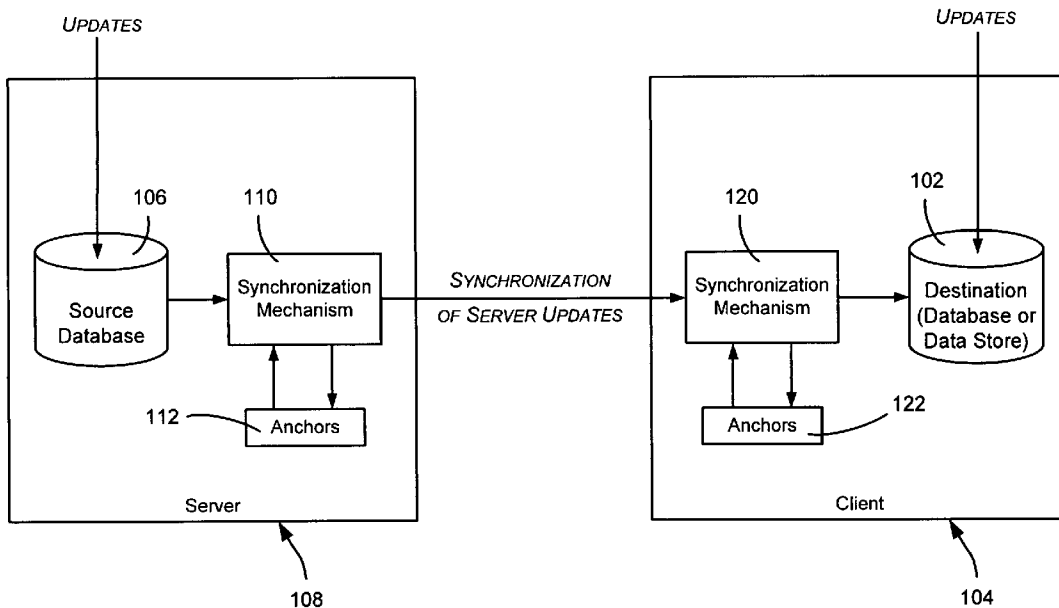 UPDATES
UPDATES
106
110
120
102
Source
Database
Synchronization
Mechanism
SYNCHRONIZATION
OF SERVER UPDATES
Synchronization
Mechanism
Destination
(Database or
Data Store)
112
Anchors
Anchors
122
Server
Client
108
104